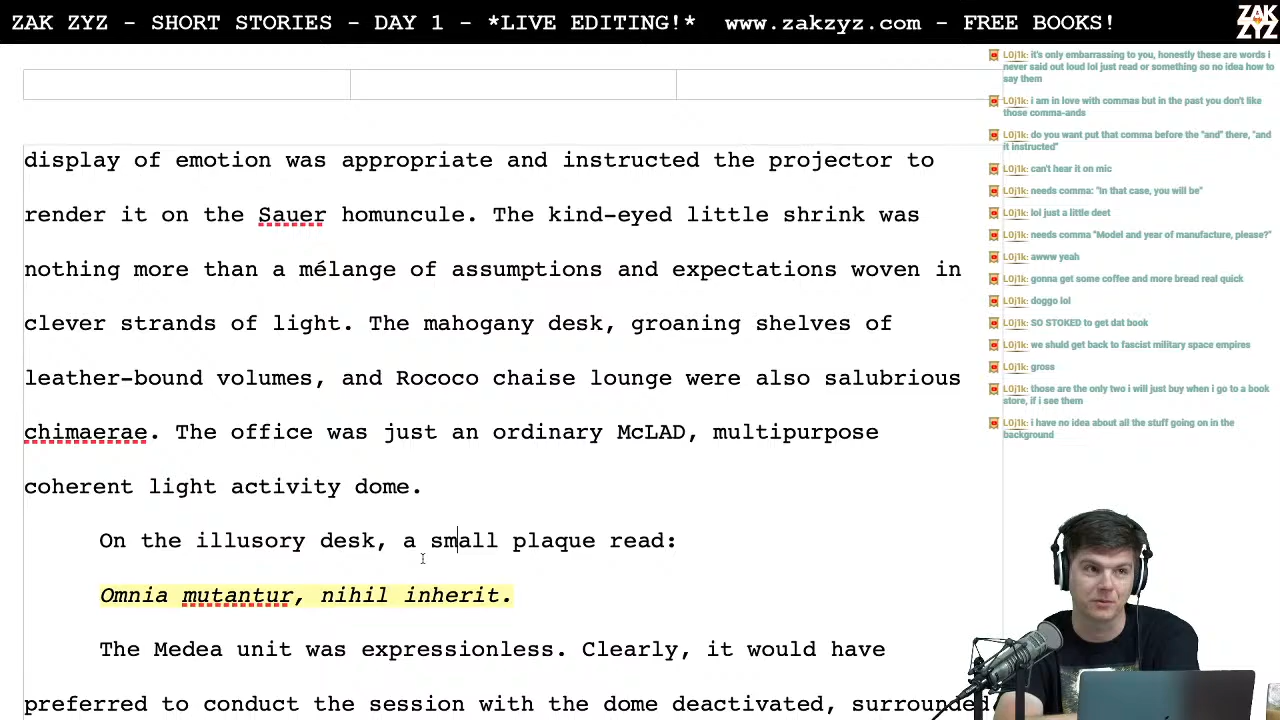 ZAK ZYZ - SHORT STORIES - DAY 1 - *LIVE EDITING!*  www.zakzyz.com - FREE BOOKS!
ZAK
ZYZ
display of emotion was appropriate and instructed the projector to
render it on the Sauer homuncule. The kind-eyed little shrink was
nothing more than a mélange of assumptions and expectations woven in
clever strands of light. The mahogany desk, groaning shelves of
leather-bound volumes, and Rococo chaise lounge were also salubrious
chimaerae. The office was just an ordinary McLAD, multipurpose
coherent light activity dome.
On the illusory desk, a small plaque read:
Omnia mutantur, nihil inherit.
The Medea unit was expressionless. Clearly, it would have
preferred to conduct the session with the dome deactivated, surrounded
L0j1k: it's only embarrassing to you, honestly these are words i
never said out loud lol just read or something so no idea how to
say them
L0j1k: i am in love with commas but in the past you don't like
those comma-ands
L0j1k: do you want put that comma before the "and" there, "and
it instructed"
L0j1k: can't hear it on mic
L0j1k: needs comma: "In that case, you will be"
L0j1k: lol just a little deet
L0j1k: needs comma "Model and year of manufacture, please?"
L0j1k: awww yeah
L0j1k: gonna get some coffee and more bread real quick
L0j1k: doggo lol
L0j1k: SO STOKED to get dat book
L0j1k: we shuld get back to fascist military space empires
L0j1k: gross
L0j1k: those are the only two i will just buy when i go to a book
store, if i see them
L0j1k: i have no idea about all the stuff going on in the
background